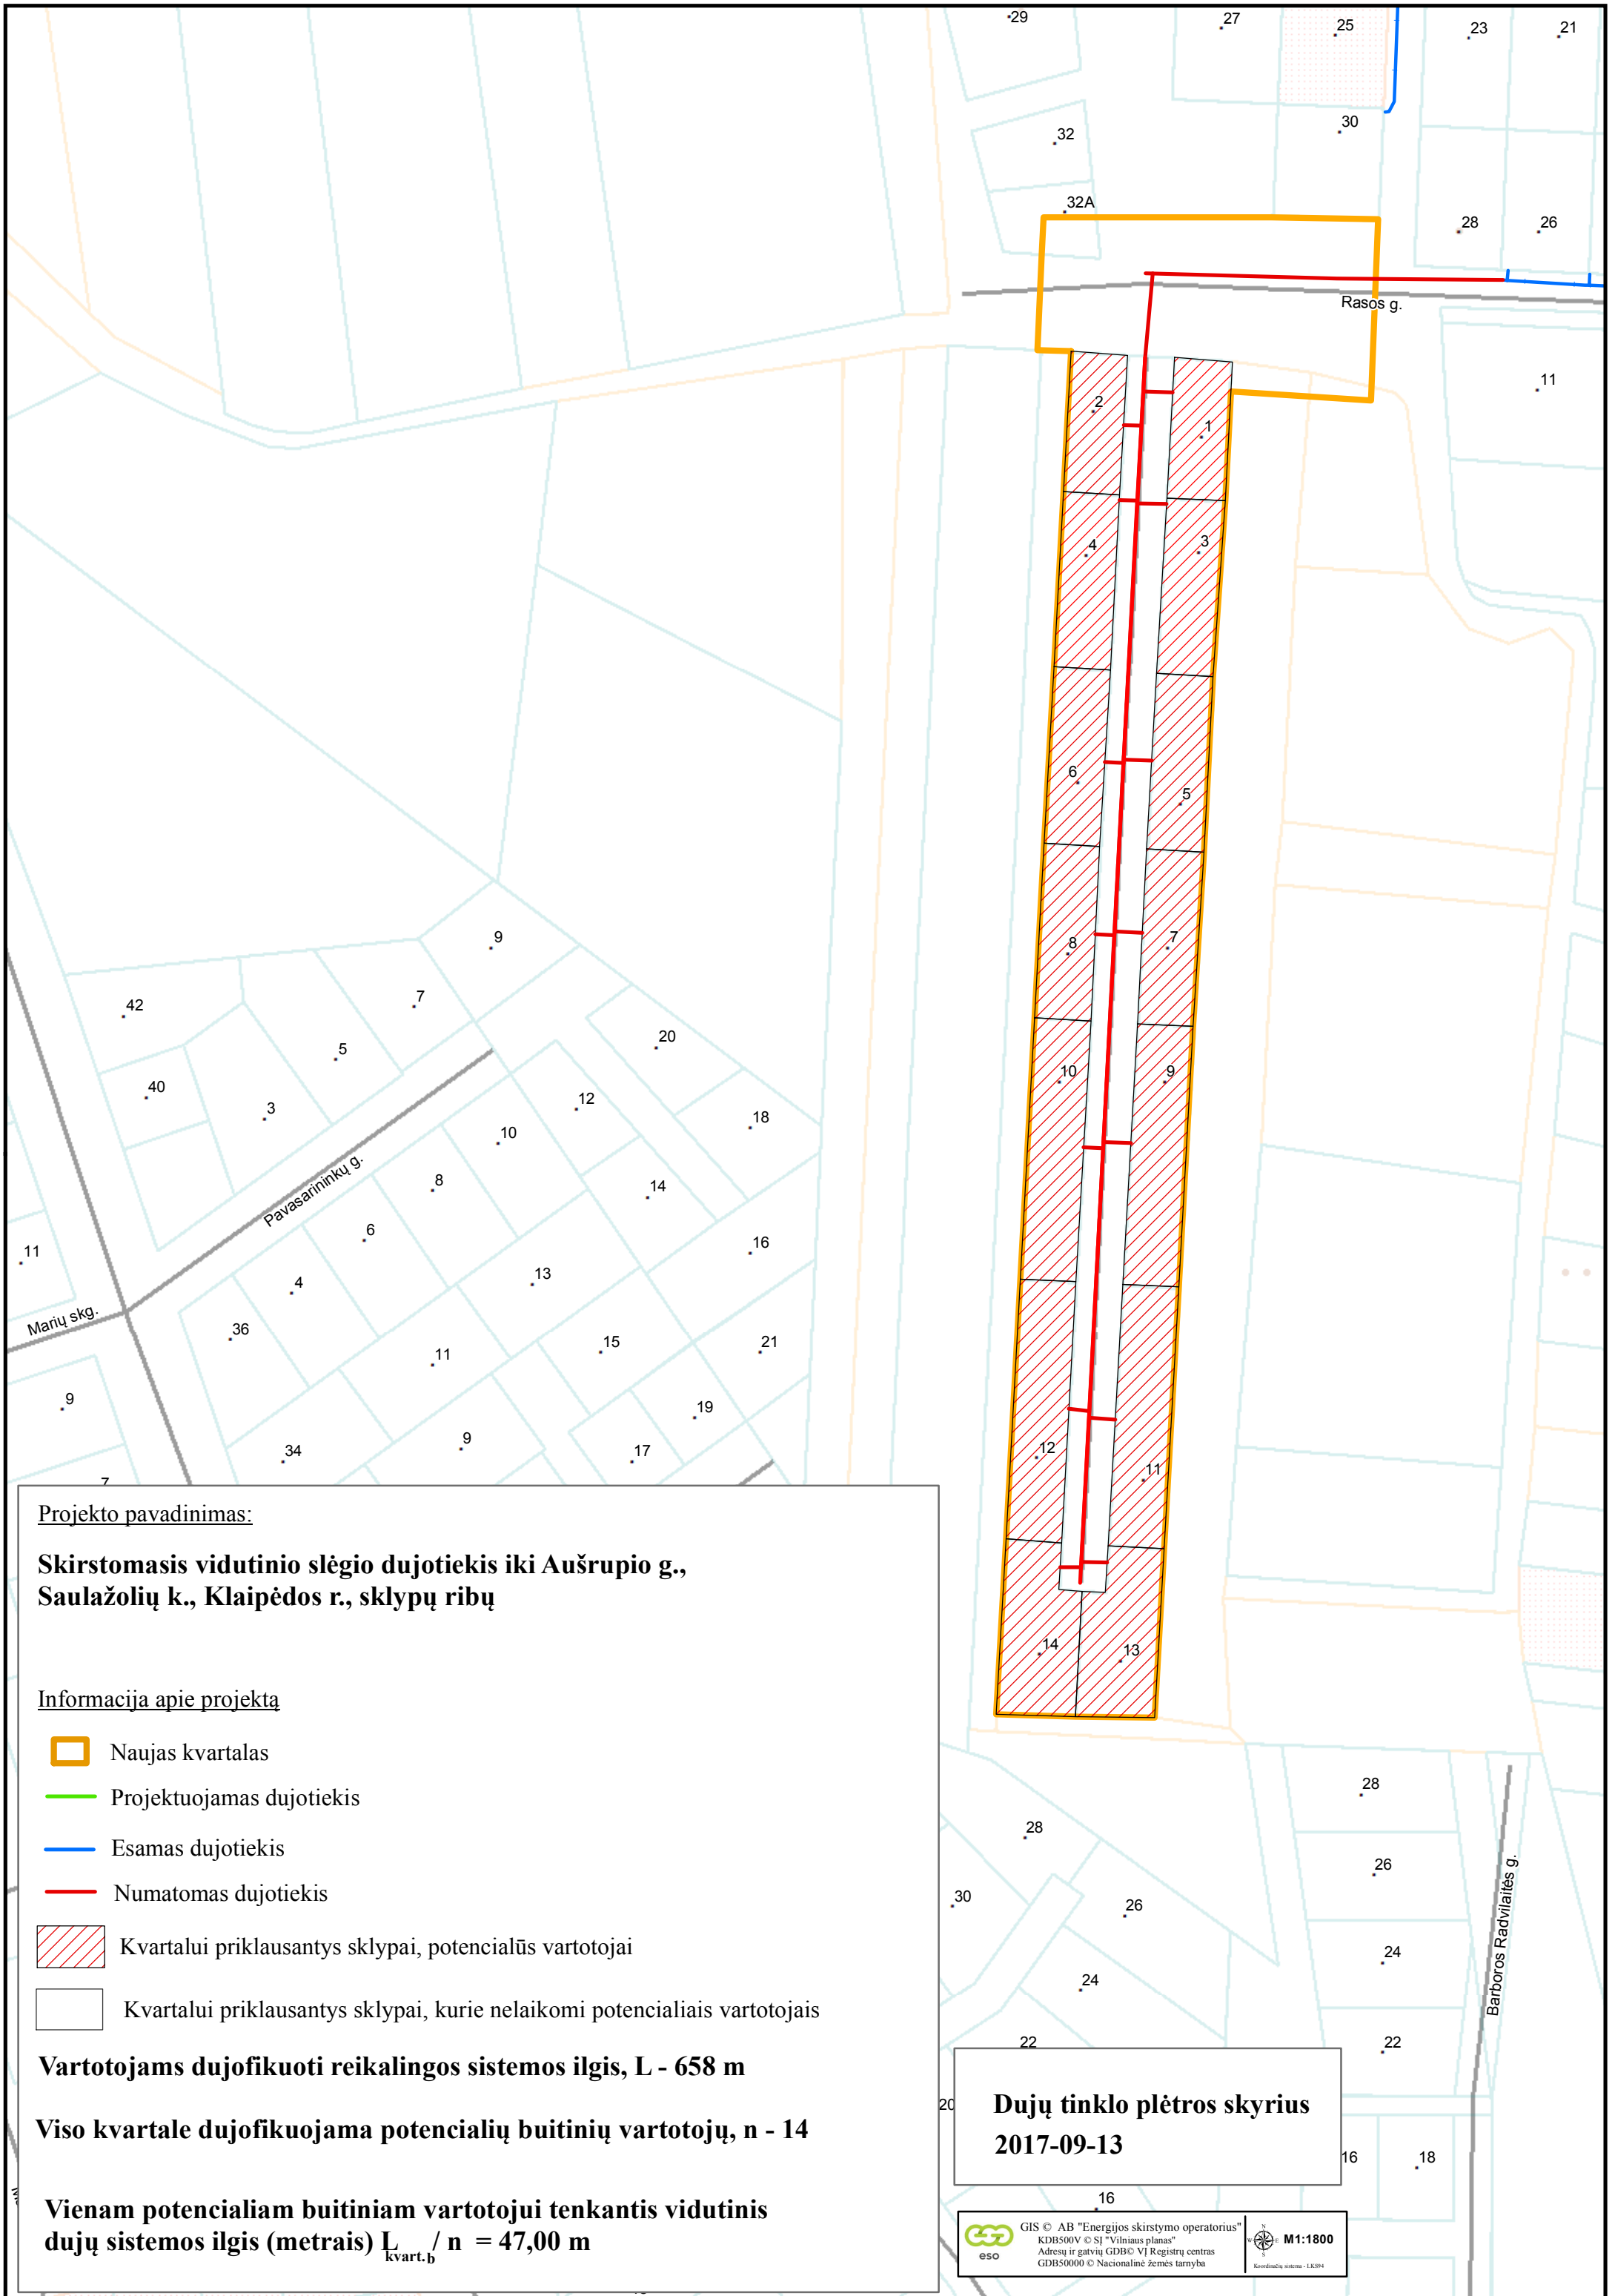 29
27
25
23
21
32
30
32A
28
26
Rasos g.
11
2
1
4
3
6
5
8
7
10
9
12
11
14
13
9
42
7
5
20
40
3
12
18
10
Pavasarininkų g.
8
14
6
16
11
4
13
Marių skg.
36
15
21
11
9
19
34
9
17
7
Projekto pavadinimas:
Skirstomasis vidutinio slėgio dujotiekis iki Aušrupio g.,
Saulažolių k., Klaipėdos r., sklypų ribų
Informacija apie projektą
Naujas kvartalas
Projektuojamas dujotiekis
Esamas dujotiekis
Numatomas dujotiekis
Kvartalui priklausantys sklypai, potencialūs vartotojai
Kvartalui priklausantys sklypai, kurie nelaikomi potencialiais vartotojais
Vartotojams dujofikuoti reikalingos sistemos ilgis, L - 658 m
Viso kvartale dujofikuojama potencialių buitinių vartotojų, n - 14
Vienam potencialiam buitiniam vartotojui tenkantis vidutinis
dujų sistemos ilgis (metrais) L kvart.b / n = 47,00 m
28
28
26
30
26
24
24
22
22
20
16
18
16
Barboros Radvilaitės g.
Dujų tinklo plėtros skyrius
2017-09-13
eso
GIS © AB "Energijos skirstymo operatorius"
KDB500V © SĮ "Vilniaus planas"
Adresų ir gatvių GDB© VĮ Registrų centras
GDB50000 © Nacionalinė žemės tarnyba
N
W
E
S
M1:1800
Koordinačių sistema - LKS94